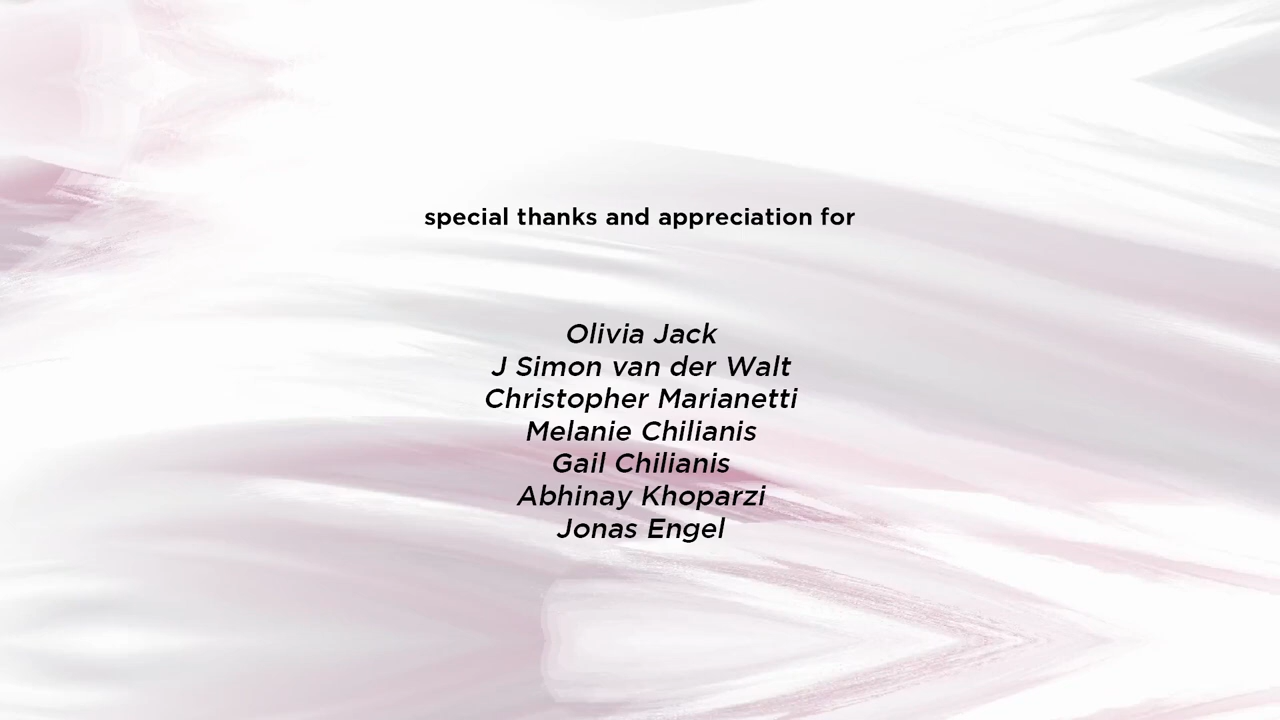 special thanks and appreciation for
Olivia Jack
J Simon van der Walt
Christopher Marianetti
Melanie Chilianis
Gail Chilianis
Abhinay Khoparzi
Jonas Engel